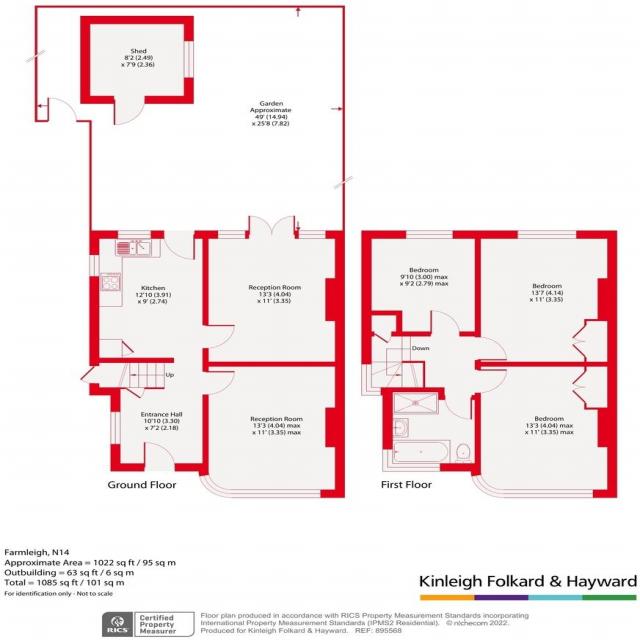 Shed
8'2 (2.49)
x 7'9 (2.36)
Garden
Approximate
49' (14.94)
x 25'8 (7.82)
Kitchen
12'10 (3.91)
x 9' (2.74)
Reception Room
13'3 (4.04)
x 11' (3.35)
Up
Entrance Hall
10'10 (3.30)
x 7'2 (2.18)
Reception Room
13'3 (4.04) max
x 11' (3.35) max
Ground Floor
Bedroom
9'10 (3.00) max
x 9'2 (2.79) max
Bedroom
13'7 (4.14)
x 11' (3.35)
Down
Bedroom
13'3 (4.04) max
x 11' (3.35) max
First Floor
Farmleigh, N14
Approximate Area = 1022 sq ft / 95 sq m
Outbuilding = 63 sq ft / 6 sq m
Total = 1085 sq ft / 101 sq m
For identification only - Not to scale
Kinleigh Folkard & Hayward
RICS
Certified
Property
Measurer
Floor plan produced in accordance with RICS Property Measurement Standards incorporating
International Property Measurement Standards (IPMS2 Residential). © nichecom 2022.
Produced for Kinleigh Folkard & Hayward. REF: 895568